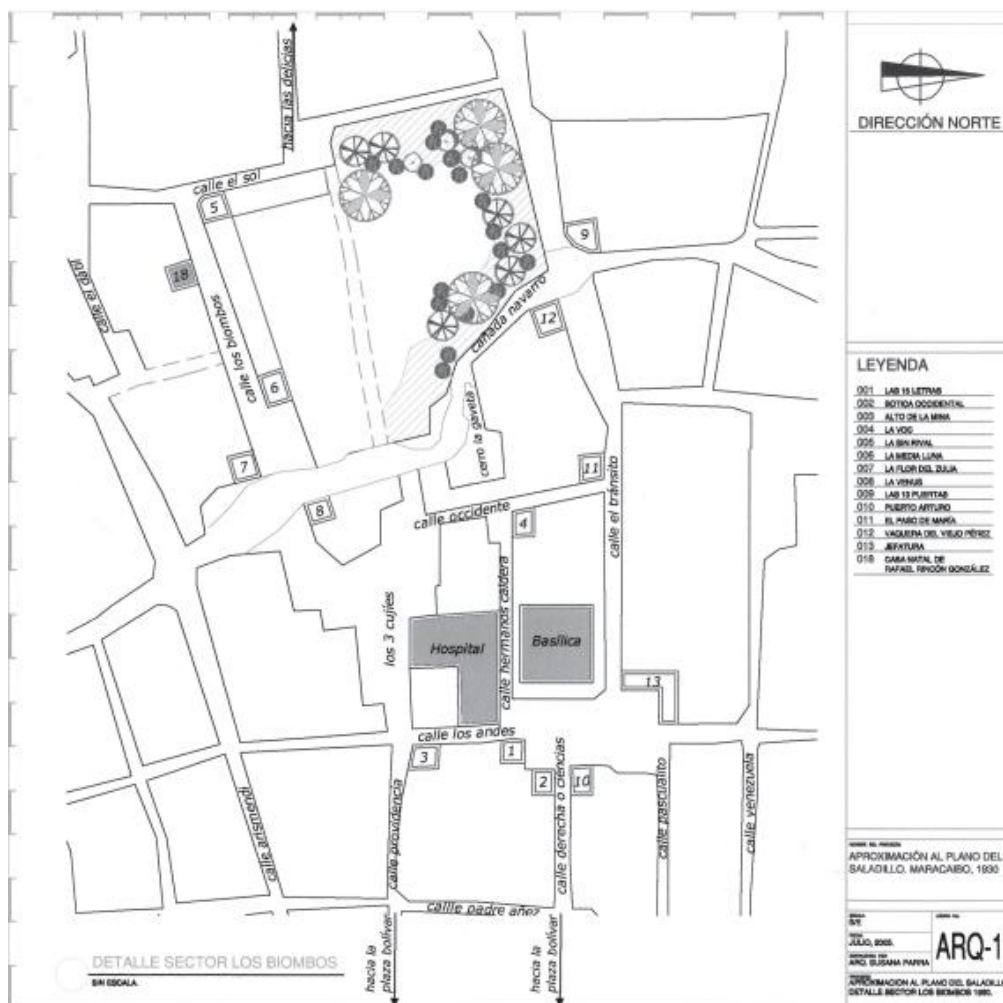 hacia las delicias
calle el sol
5
18
9
calle el dátil
calle los biombos
cañada navarro
12
6
cerro la gaveta
7
11
8
calle occidente
4
calle el tránsito
los 3 cujíes
calle hermanos caldera
Hospital
Basílica
13
calle los andes
3
1
2
10
calle derecha o ciencias
calle pascualito
calle venezuela
calle arismendi
calle providencia
callle padre añez
hacia la
plaza bolívar
hacia la
plaza bolívar
DETALLE SECTOR LOS BIOMBOS
SIN ESCALA
DIRECCIÓN NORTE
LEYENDA
001 LAS 15 LETRAS
002 BOTICA OCCIDENTAL
003 ALTO DE LA MINA
004 LA VOC
005 LA SIN RIVAL
006 LA MEDIA LUNA
007 LA FLOR DEL ZULIA
008 LA VENUS
009 LAS 13 PUERTAS
010 PUERTO ARTURO
011 EL PASO DE MARÍA
012 VAQUERA DEL VIEJO PÉREZ
013 JEFATURA
018 CASA NATAL DE
RAFAEL RINCÓN GONZÁLEZ
APROXIMACIÓN AL PLANO DEL
SALADILLO. MARACAIBO, 1930
S/E
JULIO, 2005.
ARQ. SUSANA PARRA
ARQ-1
APROXIMACIÓN AL PLANO DEL SALADILLO
DETALLE SECTOR LOS BIOMBOS 1930.